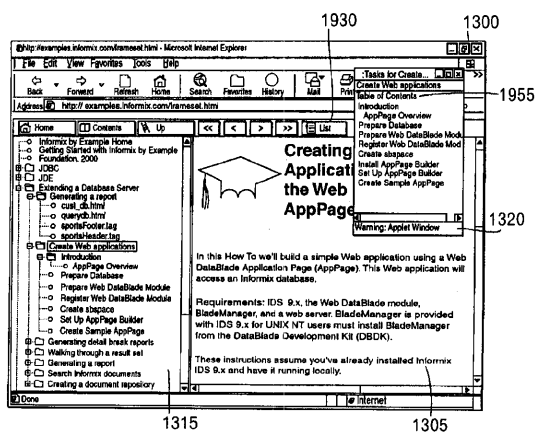 1930
1300
http://examples.informix.com/frameset.html - Microsoft Internet Explorer
File Edit View Favorites Tools Help
Back Forward Refresh Home Search Favorites History Mail Print
Address http://examples.informix.com/frameset.html
Home Contents Up << < > >> List
:Tasks for Create...
Create Web applications
Table of Contents
1955
Introduction
AppPage Overview
Prepare Database
Prepare Web DataBlade Modu
Register Web DataBlade Mod
Create sbspace
Install AppPage Builder
Set Up AppPage Builder
Create Sample AppPage
Warning: Applet Window
1320
Informix by Example Home
Getting Started with Informix by Example
Foundation. 2000
JDBC
JDE
Extending a Database Server
Generating a report
cust_db.html
querydb.html
sportsFooter.tag
sportsHeader.tag
Create Web applications
Introduction
AppPage Overview
Prepare Database
Prepare Web DataBlade Module
Register Web DataBlade Module
Create sbspace
Set Up AppPage Builder
Create Sample AppPage
Generating detail break reports
Walking through a result set
Generating a report
Search Informix documents
Creating a document repository
Creating
Applicati
the Web
AppPage
In this How To we'll build a simple Web application using a Web
DataBlade Application Page (AppPage). This Web application will
access an Informix database.
Requirements: IDS 9.x, the Web DataBlade module,
BladeManager, and a web server. BladeManager is provided
with IDS 9.x for UNIX NT users must install BladeManager
from the DataBlade Development Kit (DBDK).
These instructions assume you've already installed Informix
IDS 9.x and have it running locally.
Done
Internet
1315
1305